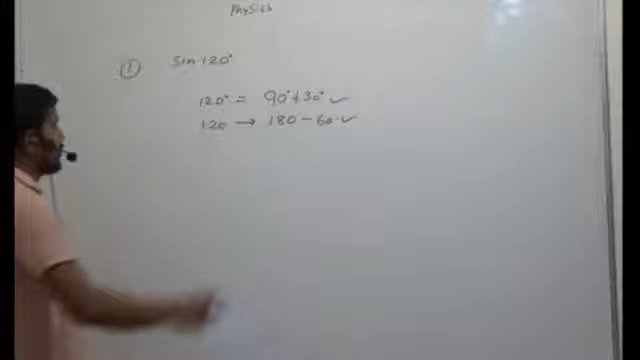 Physics
① Sin 120°
120° = 90° + 30° ✓
120 → 180 - 60 ✓